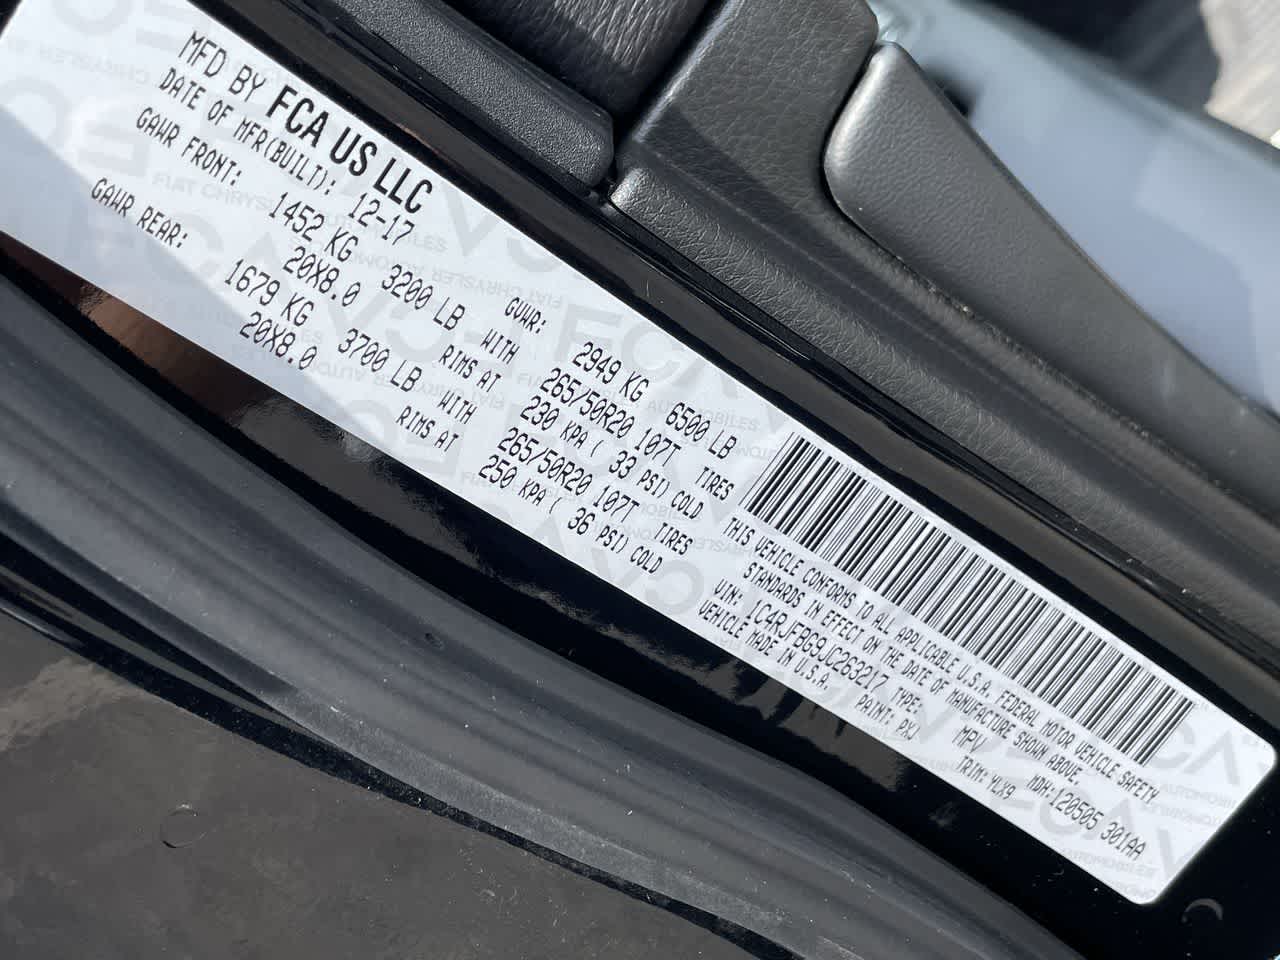 MFD BY FCA US LLC
DATE OF MFR(BUILT): 12-17 GVWR: 2949 KG 6500 LB
GAWR FRONT: 1452 KG 3200 LB WITH 265/50R20 107T TIRES
20X8.0 RIMS AT 230 KPA ( 33 PSI) COLD
GAWR REAR: 1679 KG 3700 LB WITH 265/50R20 107T TIRES
20X8.0 RIMS AT 250 KPA ( 36 PSI) COLD
THIS VEHICLE CONFORMS TO ALL APPLICABLE U.S.A. FEDERAL MOTOR VEHICLE SAFETY
STANDARDS IN EFFECT ON THE DATE OF MANUFACTURE SHOWN ABOVE.
VIN: 1C4RJFBG9JC263217 TYPE: MPV MDH: 120505 301AA
VEHICLE MADE IN U.S.A. PAINT: PXJ TRIM: YLX9